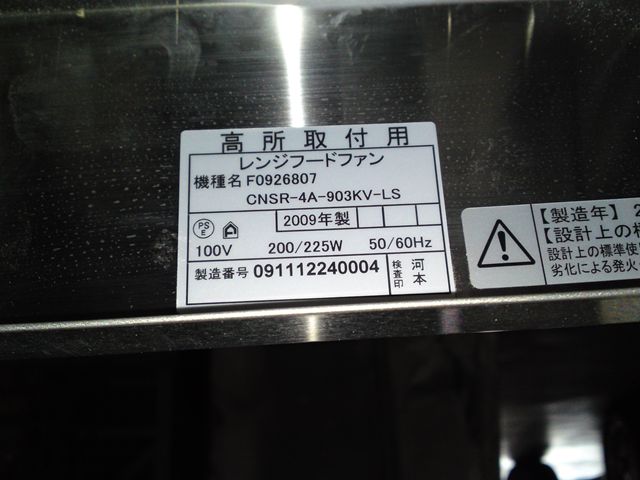 高所取付用
レンジフードファン
機種名 F0926807
CNSR-4A-903KV-LS
PS
E
2009年製
100V 200/225W 50/60Hz
製造番号 091112240004
検査印 河本
【製造年】2
【設計上の標
設計上の標準使
劣化による発火